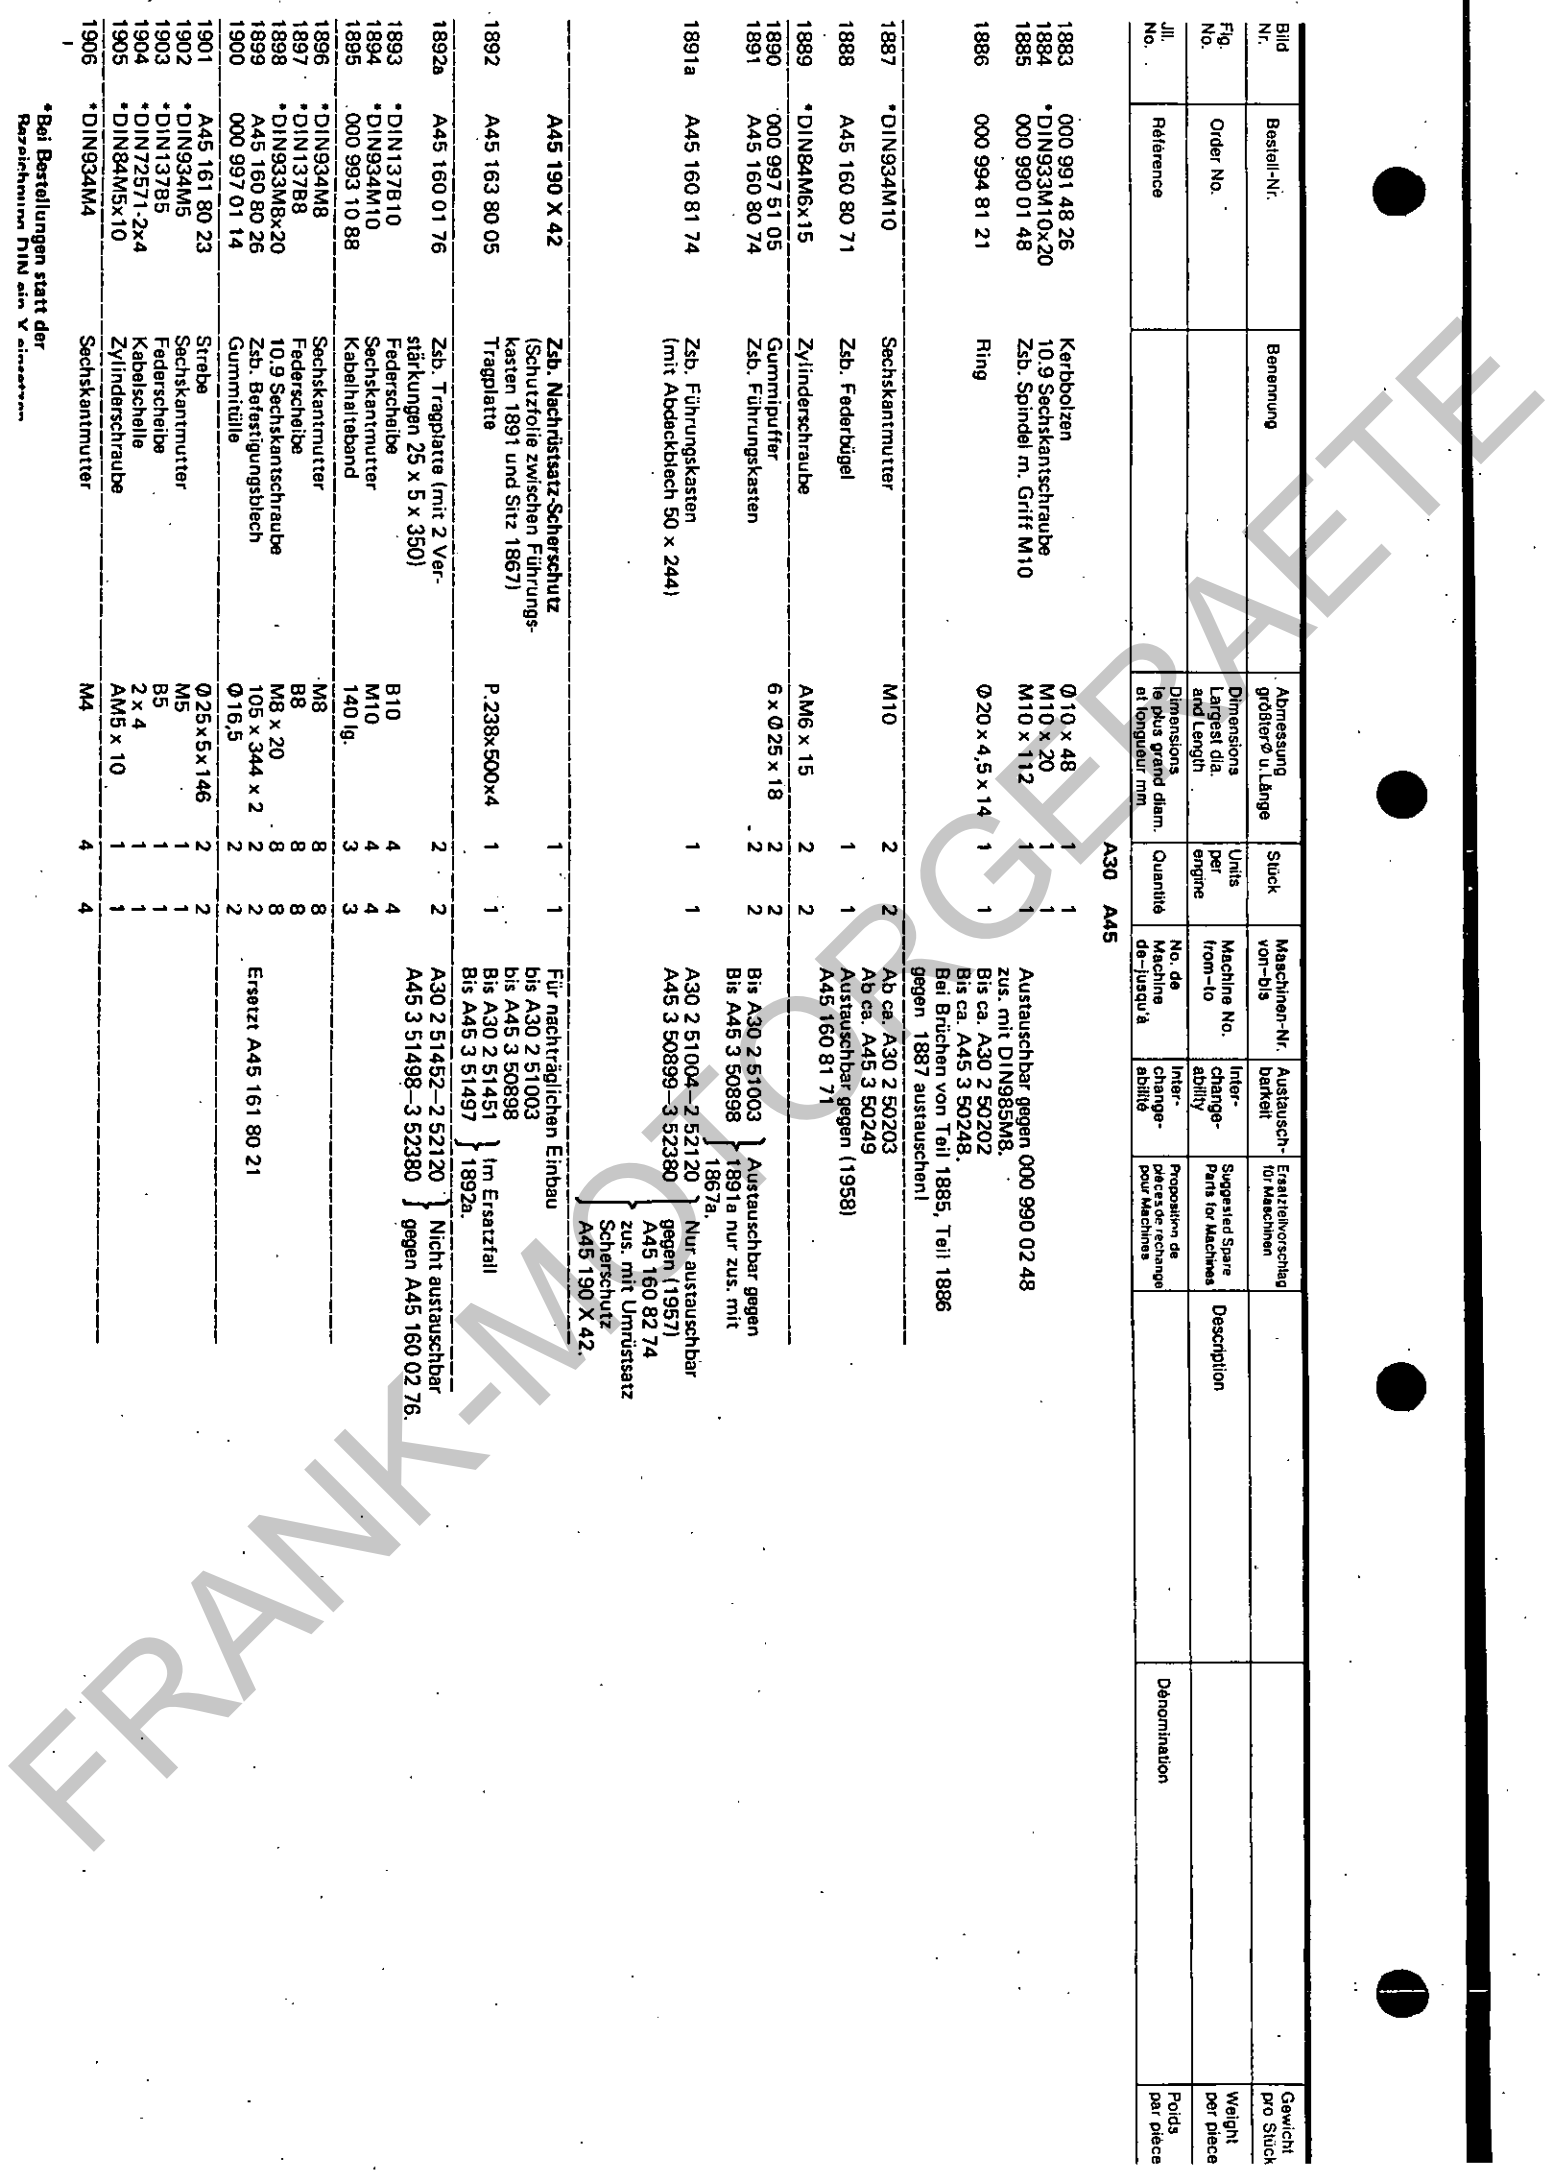 Bild Nr. Bestell-Nr. Benennung Abmessung größter Ø u. Länge Stück Maschinen-Nr. von–bis Austausch-barkeit Ersatzteilvorschlag für Maschinen Gewicht pro Stück
Fig. No. Order No. Dimensions Largest dia. and Length Units per engine Machine No. from–to Inter-change-ability Suggested Spare Parts for Machines Description Weight per piece
Jll. No. Référence Dimensions le plus grand diam. et longueur mm Quantité No. de Machine de–jusqu'à Inter-change-abilité Proposition de pièces de rechange pour Machines Dénomination Poids par pièce
A30 A45
1883 000 991 48 26 Kerbbolzen Ø 10 x 48 1 1
1884 *DIN933M10x20 10.9 Sechskantschraube M10 x 20 1 1
1885 000 990 01 48 Zsb. Spindel m. Griff M10 M10 x 112 1 1 Austauschbar gegen 000 990 02 48
zus. mit DIN985M8.
1886 000 994 81 21 Ring Ø 20 x 4,5 x 14 1 1 Bis ca. A30 2 50202
Bis ca. A45 3 50248.
Bei Brüchen von Teil 1885, Teil 1886
gegen 1887 austauschen!
1887 *DIN934M10 Sechskantmutter M10 2 2 Ab ca. A30 2 50203
Ab ca. A45 3 50249
1888 A45 160 80 71 Zsb. Federbügel 1 1 Austauschbar gegen (1958)
A45 160 81 71
1889 *DIN84M6x15 Zylinderschraube AM6 x 15 2 2
1890 000 997 51 05 Gummipuffer 6 x Ø 25 x 18 2 2 Bis A30 2 51003 } Austauschbar gegen
1891 A45 160 80 74 Zsb. Führungskasten 2 2 Bis A45 3 50898 } 1891a nur zus. mit
1867a.
1891a A45 160 81 74 Zsb. Führungskasten 1 1 A30 2 51004–2 52120 } Nur austauschbar
(mit Abdeckblech 50 x 244) A45 3 50899–3 52380 } gegen (1957)
A45 160 82 74
zus. mit Umrüstsatz
Scherschutz
A45 190 X 42.
A45 190 X 42 Zsb. Nachrüstsatz-Scherschutz 1 1 Für nachträglichen Einbau
(Schutzfolie zwischen Führungs- bis A30 2 51003
kasten 1891 und Sitz 1867) bis A45 3 50898
1892 A45 163 80 05 Tragplatte P.238x500x4 1 1 Bis A30 2 51451 } Im Ersatzfall
Bis A45 3 51497 } 1892a.
1892a A45 160 01 76 Zsb. Tragplatte (mit 2 Ver- 2 2 A30 2 51452–2 52120 } Nicht austauschbar
stärkungen 25 x 5 x 350) A45 3 51498–3 52380 } gegen A45 160 02 76.
1893 *DIN137B10 Federscheibe B10 4 4
1894 *DIN934M10 Sechskantmutter M10 4 4
1895 000 993 10 88 Kabelhalteband 140 lg. 3 3
1896 *DIN934M8 Sechskantmutter M8 8 8
1897 *DIN137B8 Federscheibe B8 8 8
1898 *DIN933M8x20 10.9 Sechskantschraube M8 x 20 8 8
1899 A45 160 80 26 Zsb. Befestigungsblech 105 x 344 x 2 2 2 Ersetzt A45 161 80 21
1900 000 997 01 14 Gummitülle Ø 16,5 2 2
1901 A45 161 80 23 Strebe Ø 25x5x146 2 2
1902 *DIN934M5 Sechskantmutter M5 1 1
1903 *DIN137B5 Federscheibe B5 1 1
1904 *DIN72571-2x4 Kabelschelle 2 x 4 1 1
1905 *DIN84M5x10 Zylinderschraube AM5 x 10 1 1
1906 *DIN934M4 Sechskantmutter M4 4 4
*Bei Bestellungen statt der
Bezeichnung DIN ein X einsetzen
FRANK-MOTORGERAETE